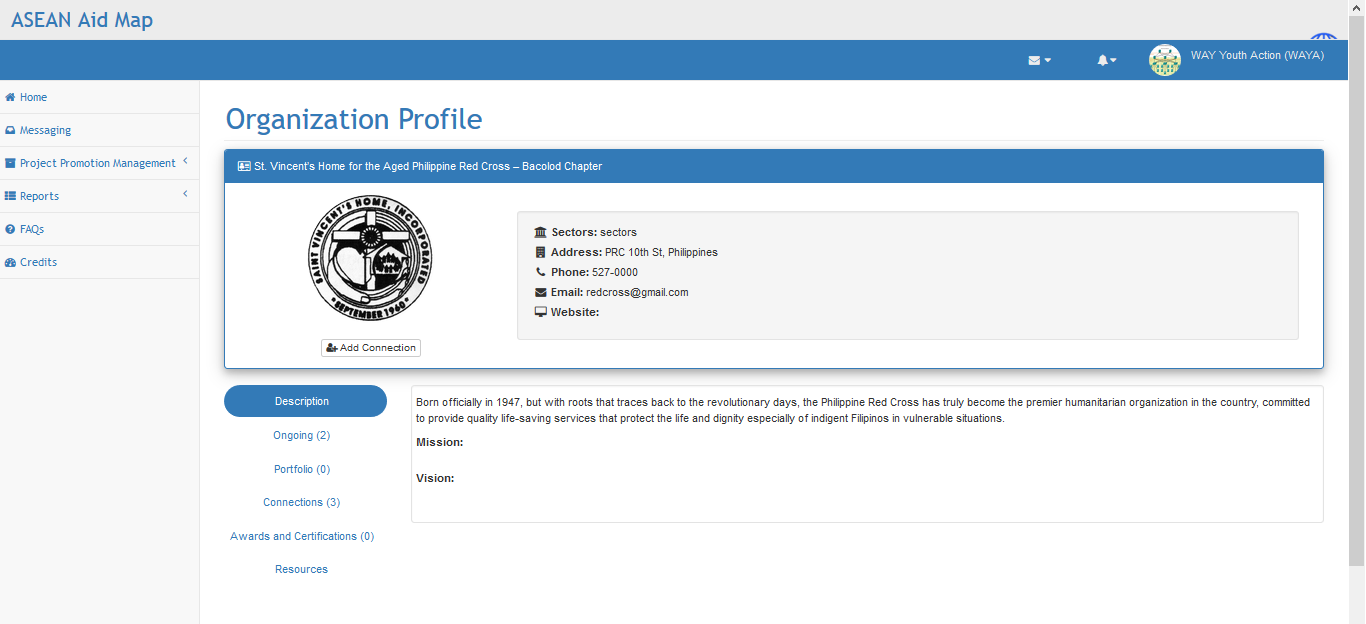 ASEAN Aid Map
WAY Youth Action (WAYA)
Home
Messaging
Project Promotion Management
Reports
FAQs
Credits
Organization Profile
St. Vincent's Home for the Aged Philippine Red Cross – Bacolod Chapter
SAINT VINCENT'S HOME, INCORPORATED
SEPTEMBER 1960
Add Connection
Sectors: sectors
Address: PRC 10th St, Philippines
Phone: 527-0000
Email: redcross@gmail.com
Website:
Description
Ongoing (2)
Portfolio (0)
Connections (3)
Awards and Certifications (0)
Resources
Born officially in 1947, but with roots that traces back to the revolutionary days, the Philippine Red Cross has truly become the premier humanitarian organization in the country, committed
to provide quality life-saving services that protect the life and dignity especially of indigent Filipinos in vulnerable situations.
Mission:
Vision: